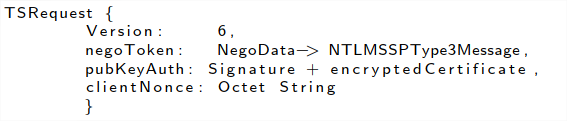 TSRequest {
Version: 6,
negoToken: NegoData–> NTLMSSPType3Message,
pubKeyAuth: Signature + encryptedCertificate,
clientNonce: Octet String
}